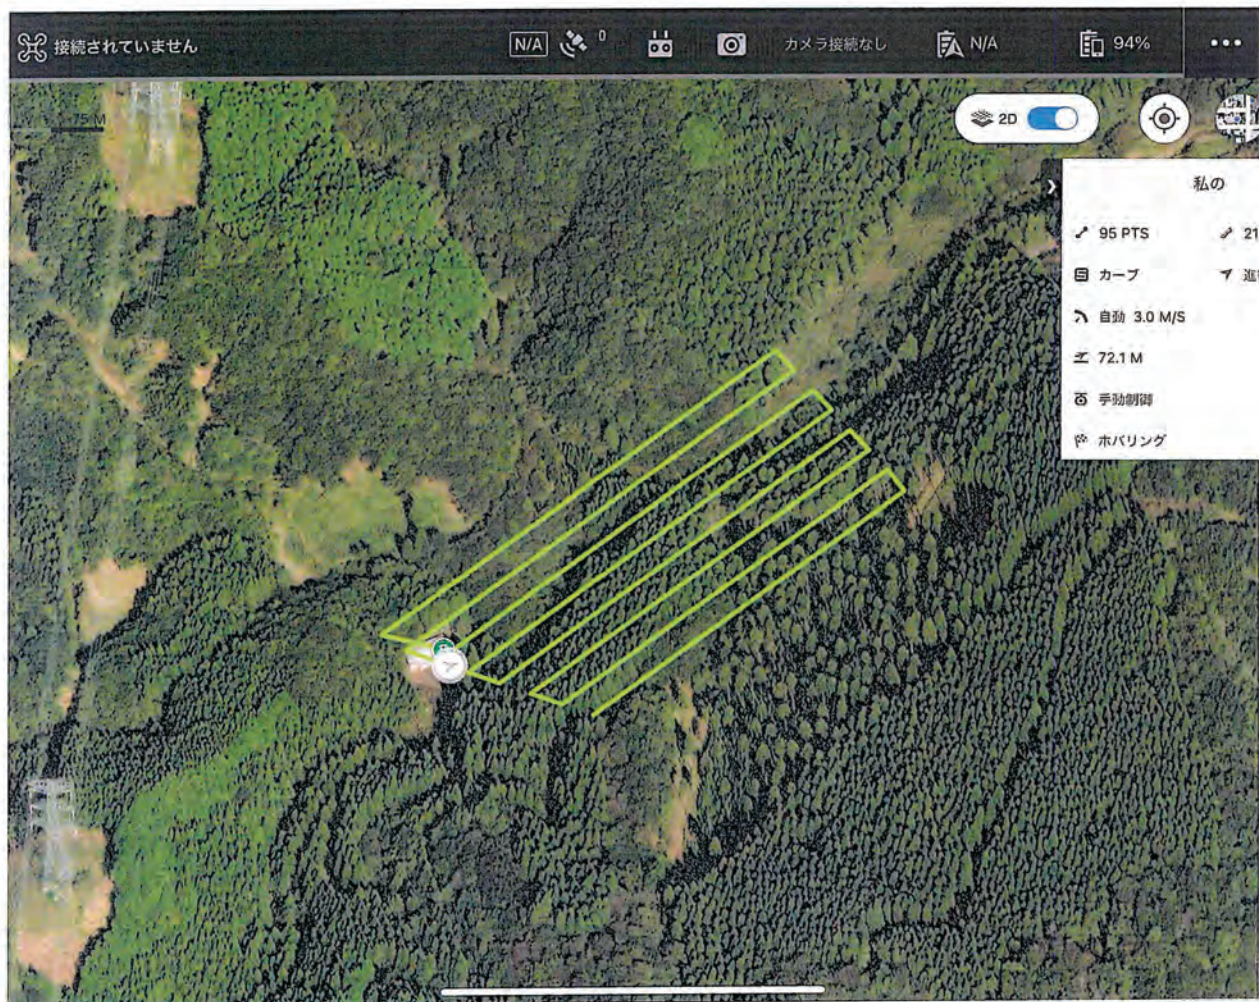 接続されていません N/A 0 カメラ接続なし N/A 94%
75 M
2D
私の
95 PTS 21
カーブ
自動 3.0 M/S
72.1 M
手動制御
ホバリング